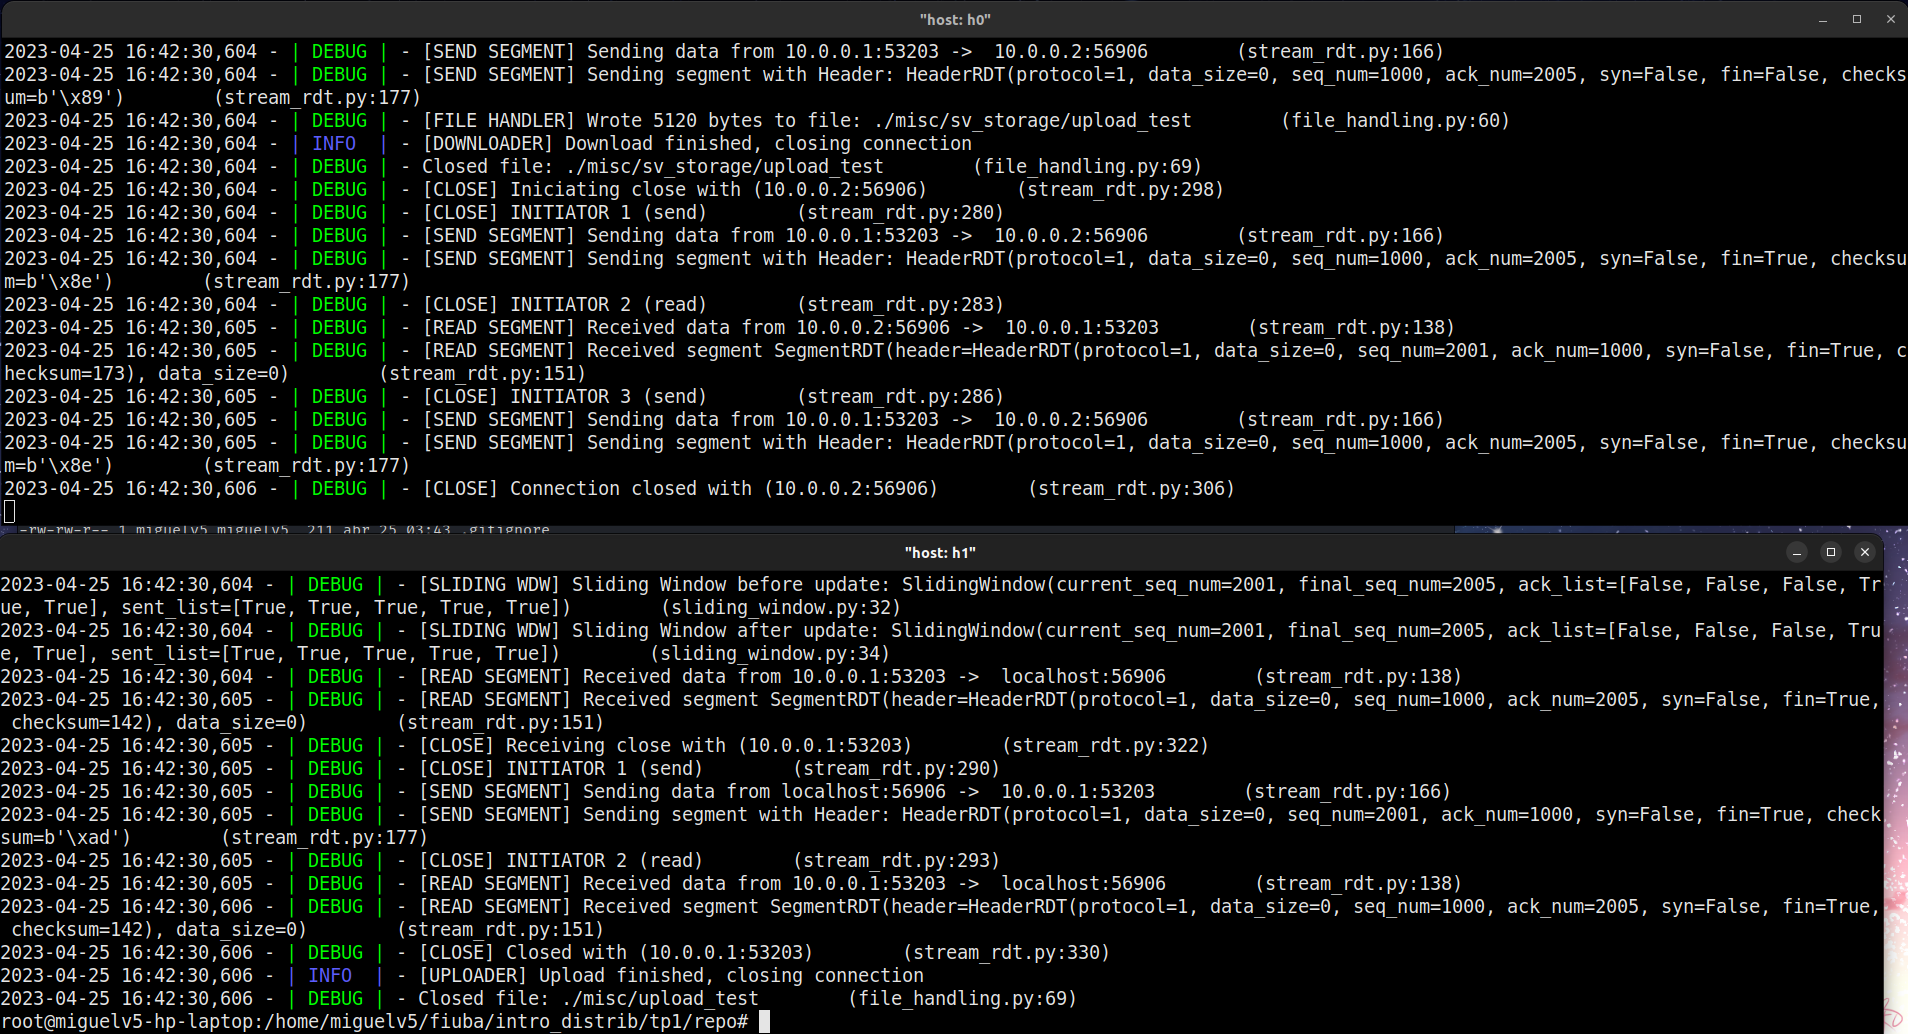 "host: h0"
2023-04-25 16:42:30,604 - | DEBUG | - [SEND SEGMENT] Sending data from 10.0.0.1:53203 ->  10.0.0.2:56906        (stream_rdt.py:166)
2023-04-25 16:42:30,604 - | DEBUG | - [SEND SEGMENT] Sending segment with Header: HeaderRDT(protocol=1, data_size=0, seq_num=1000, ack_num=2005, syn=False, fin=False, checks
um=b'\x89')        (stream_rdt.py:177)
2023-04-25 16:42:30,604 - | DEBUG | - [FILE HANDLER] Wrote 5120 bytes to file: ./misc/sv_storage/upload_test        (file_handling.py:60)
2023-04-25 16:42:30,604 - | INFO  | - [DOWNLOADER] Download finished, closing connection
2023-04-25 16:42:30,604 - | DEBUG | - Closed file: ./misc/sv_storage/upload_test        (file_handling.py:69)
2023-04-25 16:42:30,604 - | DEBUG | - [CLOSE] Iniciating close with (10.0.0.2:56906)        (stream_rdt.py:298)
2023-04-25 16:42:30,604 - | DEBUG | - [CLOSE] INITIATOR 1 (send)        (stream_rdt.py:280)
2023-04-25 16:42:30,604 - | DEBUG | - [SEND SEGMENT] Sending data from 10.0.0.1:53203 ->  10.0.0.2:56906        (stream_rdt.py:166)
2023-04-25 16:42:30,604 - | DEBUG | - [SEND SEGMENT] Sending segment with Header: HeaderRDT(protocol=1, data_size=0, seq_num=1000, ack_num=2005, syn=False, fin=True, checksu
m=b'\x8e')        (stream_rdt.py:177)
2023-04-25 16:42:30,604 - | DEBUG | - [CLOSE] INITIATOR 2 (read)        (stream_rdt.py:283)
2023-04-25 16:42:30,605 - | DEBUG | - [READ SEGMENT] Received data from 10.0.0.2:56906 ->  10.0.0.1:53203        (stream_rdt.py:138)
2023-04-25 16:42:30,605 - | DEBUG | - [READ SEGMENT] Received segment SegmentRDT(header=HeaderRDT(protocol=1, data_size=0, seq_num=2001, ack_num=1000, syn=False, fin=True, c
hecksum=173), data_size=0)        (stream_rdt.py:151)
2023-04-25 16:42:30,605 - | DEBUG | - [CLOSE] INITIATOR 3 (send)        (stream_rdt.py:286)
2023-04-25 16:42:30,605 - | DEBUG | - [SEND SEGMENT] Sending data from 10.0.0.1:53203 ->  10.0.0.2:56906        (stream_rdt.py:166)
2023-04-25 16:42:30,605 - | DEBUG | - [SEND SEGMENT] Sending segment with Header: HeaderRDT(protocol=1, data_size=0, seq_num=1000, ack_num=2005, syn=False, fin=True, checksu
m=b'\x8e')        (stream_rdt.py:177)
2023-04-25 16:42:30,606 - | DEBUG | - [CLOSE] Connection closed with (10.0.0.2:56906)        (stream_rdt.py:306)
-rw-rw-r-- 1 miguelv5 miguelv5  211 abr 25 03:43 .gitignore
"host: h1"
2023-04-25 16:42:30,604 - | DEBUG | - [SLIDING WDW] Sliding Window before update: SlidingWindow(current_seq_num=2001, final_seq_num=2005, ack_list=[False, False, False, Tr
ue, True], sent_list=[True, True, True, True, True])        (sliding_window.py:32)
2023-04-25 16:42:30,604 - | DEBUG | - [SLIDING WDW] Sliding Window after update: SlidingWindow(current_seq_num=2001, final_seq_num=2005, ack_list=[False, False, False, Tru
e, True], sent_list=[True, True, True, True, True])        (sliding_window.py:34)
2023-04-25 16:42:30,604 - | DEBUG | - [READ SEGMENT] Received data from 10.0.0.1:53203 ->  localhost:56906        (stream_rdt.py:138)
2023-04-25 16:42:30,605 - | DEBUG | - [READ SEGMENT] Received segment SegmentRDT(header=HeaderRDT(protocol=1, data_size=0, seq_num=1000, ack_num=2005, syn=False, fin=True,
 checksum=142), data_size=0)        (stream_rdt.py:151)
2023-04-25 16:42:30,605 - | DEBUG | - [CLOSE] Receiving close with (10.0.0.1:53203)        (stream_rdt.py:322)
2023-04-25 16:42:30,605 - | DEBUG | - [CLOSE] INITIATOR 1 (send)        (stream_rdt.py:290)
2023-04-25 16:42:30,605 - | DEBUG | - [SEND SEGMENT] Sending data from localhost:56906 ->  10.0.0.1:53203        (stream_rdt.py:166)
2023-04-25 16:42:30,605 - | DEBUG | - [SEND SEGMENT] Sending segment with Header: HeaderRDT(protocol=1, data_size=0, seq_num=2001, ack_num=1000, syn=False, fin=True, check
sum=b'\xad')        (stream_rdt.py:177)
2023-04-25 16:42:30,605 - | DEBUG | - [CLOSE] INITIATOR 2 (read)        (stream_rdt.py:293)
2023-04-25 16:42:30,605 - | DEBUG | - [READ SEGMENT] Received data from 10.0.0.1:53203 ->  localhost:56906        (stream_rdt.py:138)
2023-04-25 16:42:30,606 - | DEBUG | - [READ SEGMENT] Received segment SegmentRDT(header=HeaderRDT(protocol=1, data_size=0, seq_num=1000, ack_num=2005, syn=False, fin=True,
 checksum=142), data_size=0)        (stream_rdt.py:151)
2023-04-25 16:42:30,606 - | DEBUG | - [CLOSE] Closed with (10.0.0.1:53203)        (stream_rdt.py:330)
2023-04-25 16:42:30,606 - | INFO  | - [UPLOADER] Upload finished, closing connection
2023-04-25 16:42:30,606 - | DEBUG | - Closed file: ./misc/upload_test        (file_handling.py:69)
root@miguelv5-hp-laptop:/home/miguelv5/fiuba/intro_distrib/tp1/repo#